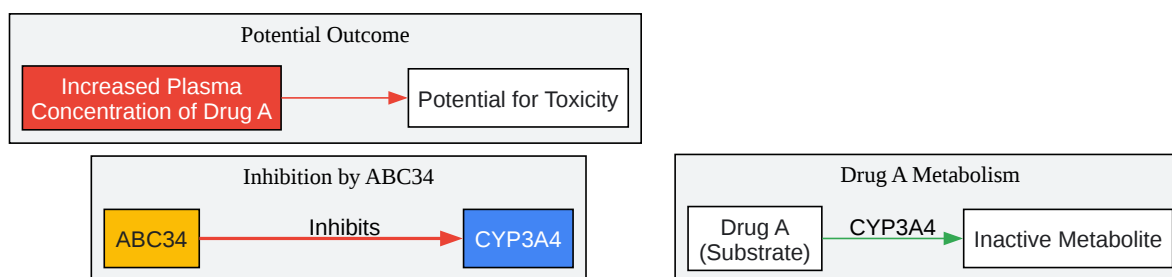 Potential Outcome
Increased Plasma
Concentration of Drug A
Potential for Toxicity
Inhibition by ABC34
ABC34
Inhibits
CYP3A4
Drug A Metabolism
Drug A
(Substrate)
CYP3A4
Inactive Metabolite